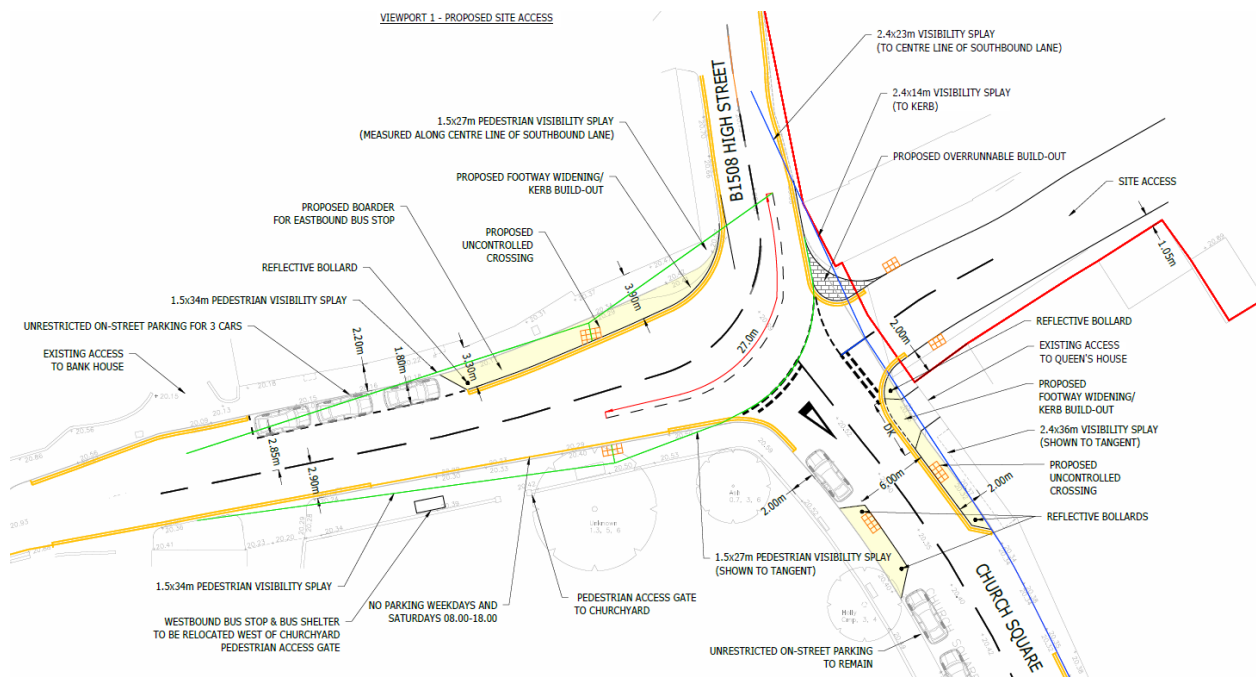 VIEWPORT 1 - PROPOSED SITE ACCESS
2.4x23m VISIBILITY SPLAY
(TO CENTRE LINE OF SOUTHBOUND LANE)
2.4x14m VISIBILITY SPLAY
(TO KERB)
1.5x27m PEDESTRIAN VISIBILITY SPLAY
(MEASURED ALONG CENTRE LINE OF SOUTHBOUND LANE)
B1508 HIGH STREET
PROPOSED OVERRUNNABLE BUILD-OUT
PROPOSED FOOTWAY WIDENING/
KERB BUILD-OUT
SITE ACCESS
PROPOSED BOARDER
FOR EASTBOUND BUS STOP
PROPOSED
UNCONTROLLED
CROSSING
1.05m
REFLECTIVE BOLLARD
3.90m
1.5x34m PEDESTRIAN VISIBILITY SPLAY
UNRESTRICTED ON-STREET PARKING FOR 3 CARS
2.20m
1.80m
3.30m
27.0m
2.00m
REFLECTIVE BOLLARD
EXISTING ACCESS
TO BANK HOUSE
EXISTING ACCESS
TO QUEEN'S HOUSE
PROPOSED
FOOTWAY WIDENING/
KERB BUILD-OUT
2.85m
2.90m
DK
2.4x36m VISIBILITY SPLAY
(SHOWN TO TANGENT)
6.00m
2.00m
2.00m
PROPOSED
UNCONTROLLED
CROSSING
REFLECTIVE BOLLARDS
1.5x27m PEDESTRIAN VISIBILITY SPLAY
(SHOWN TO TANGENT)
1.5x34m PEDESTRIAN VISIBILITY SPLAY
NO PARKING WEEKDAYS AND
SATURDAYS 08.00-18.00
PEDESTRIAN ACCESS GATE
TO CHURCHYARD
WESTBOUND BUS STOP & BUS SHELTER
TO BE RELOCATED WEST OF CHURCHYARD
PEDESTRIAN ACCESS GATE
CHURCH SQUARE
UNRESTRICTED ON-STREET PARKING
TO REMAIN